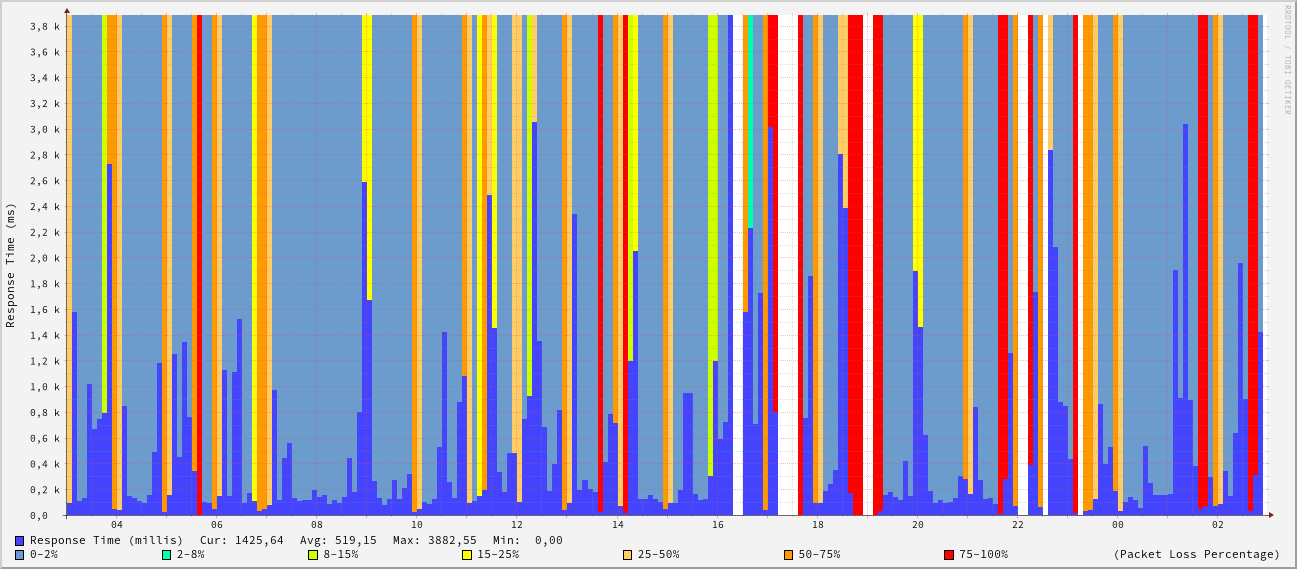 RRDTOOL / TOBI OETIKER
Response Time (ms)
3,8 k
3,6 k
3,4 k
3,2 k
3,0 k
2,8 k
2,6 k
2,4 k
2,2 k
2,0 k
1,8 k
1,6 k
1,4 k
1,2 k
1,0 k
0,8 k
0,6 k
0,4 k
0,2 k
0,0
04 06 08 10 12 14 16 18 20 22 00 02
Response Time (millis) Cur: 1425,64 Avg: 519,15 Max: 3882,55 Min: 0,00
0-2% 2-8% 8-15% 15-25% 25-50% 50-75% 75-100% (Packet Loss Percentage)